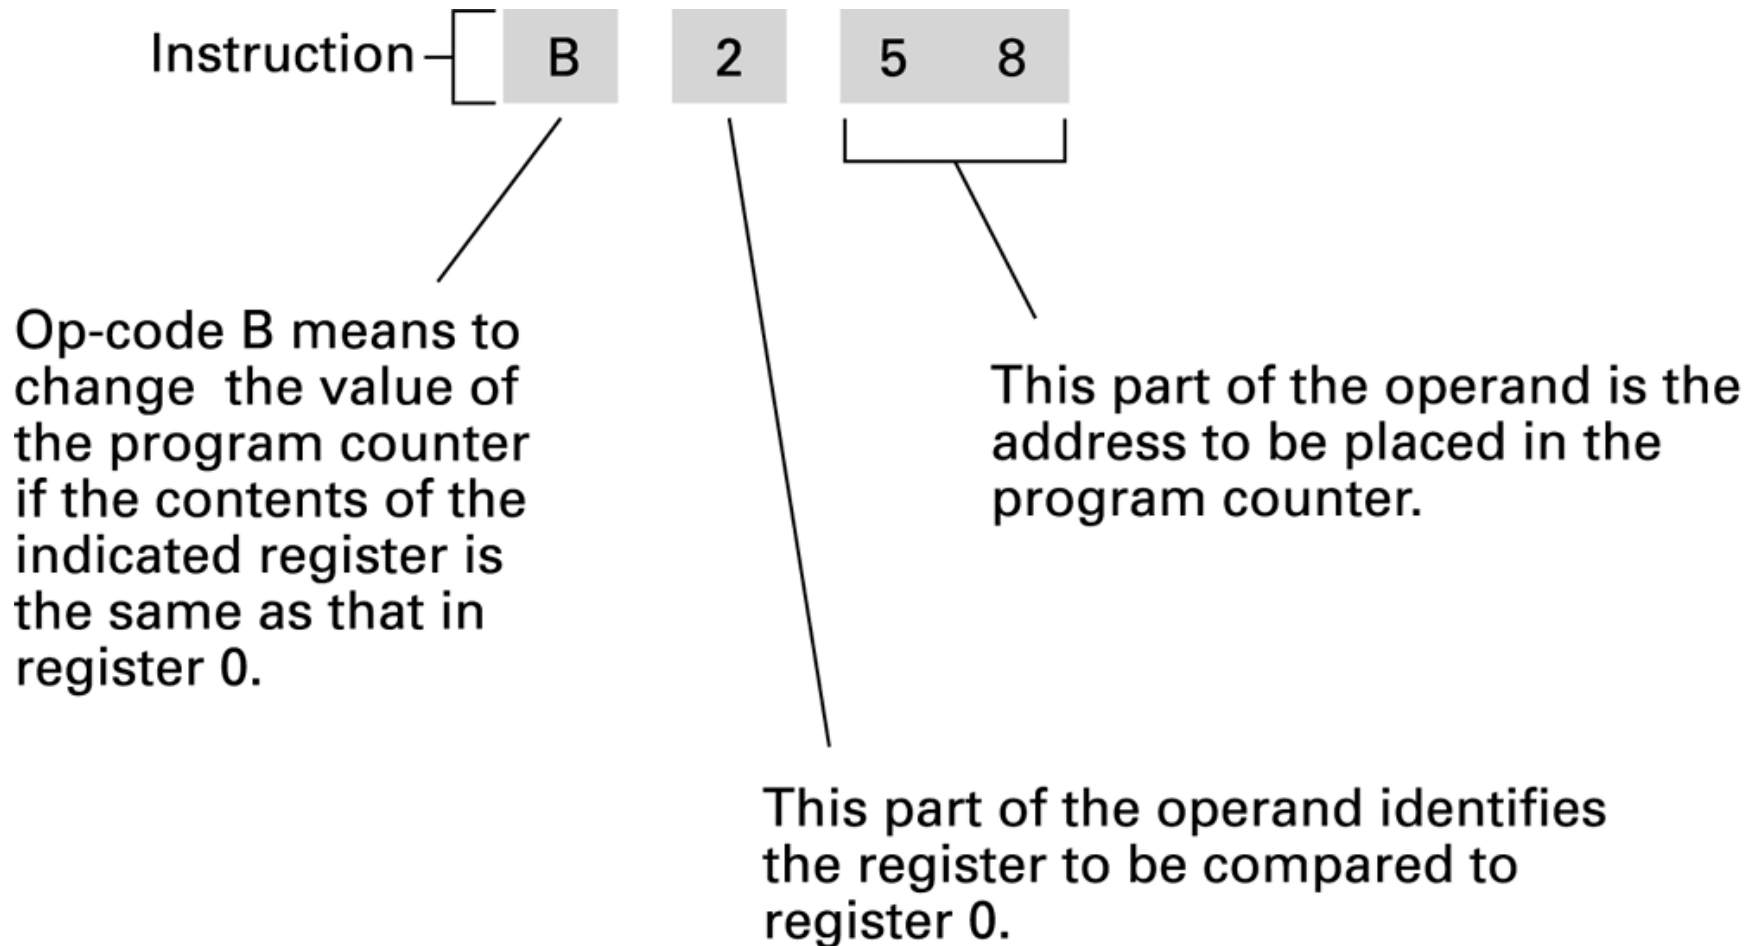 Instruction B 2 5 8
Op-code B means to
change  the value of
the program counter
if the contents of the
indicated register is
the same as that in
register 0.
This part of the operand is the
address to be placed in the
program counter.
This part of the operand identifies
the register to be compared to
register 0.